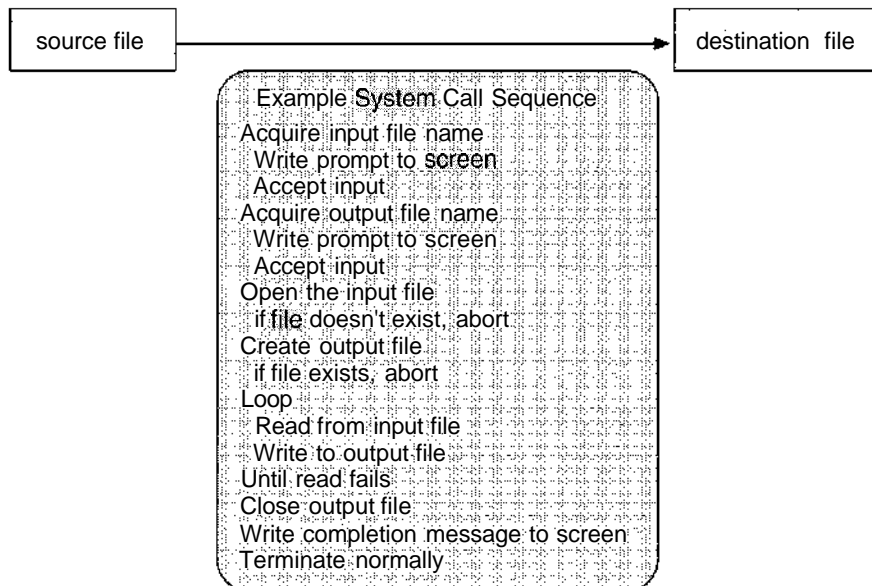 source file
destination file
Example System Call Sequence
Acquire input file name
Write prompt to screen
Accept input
Acquire output file name
Write prompt to screen
Accept input
Open the input file
if file doesn't exist, abort
Create output file
if file exists, abort
Loop
Read from input file
Write to output file
Until read fails
Close output file
Write completion message to screen
Terminate normally